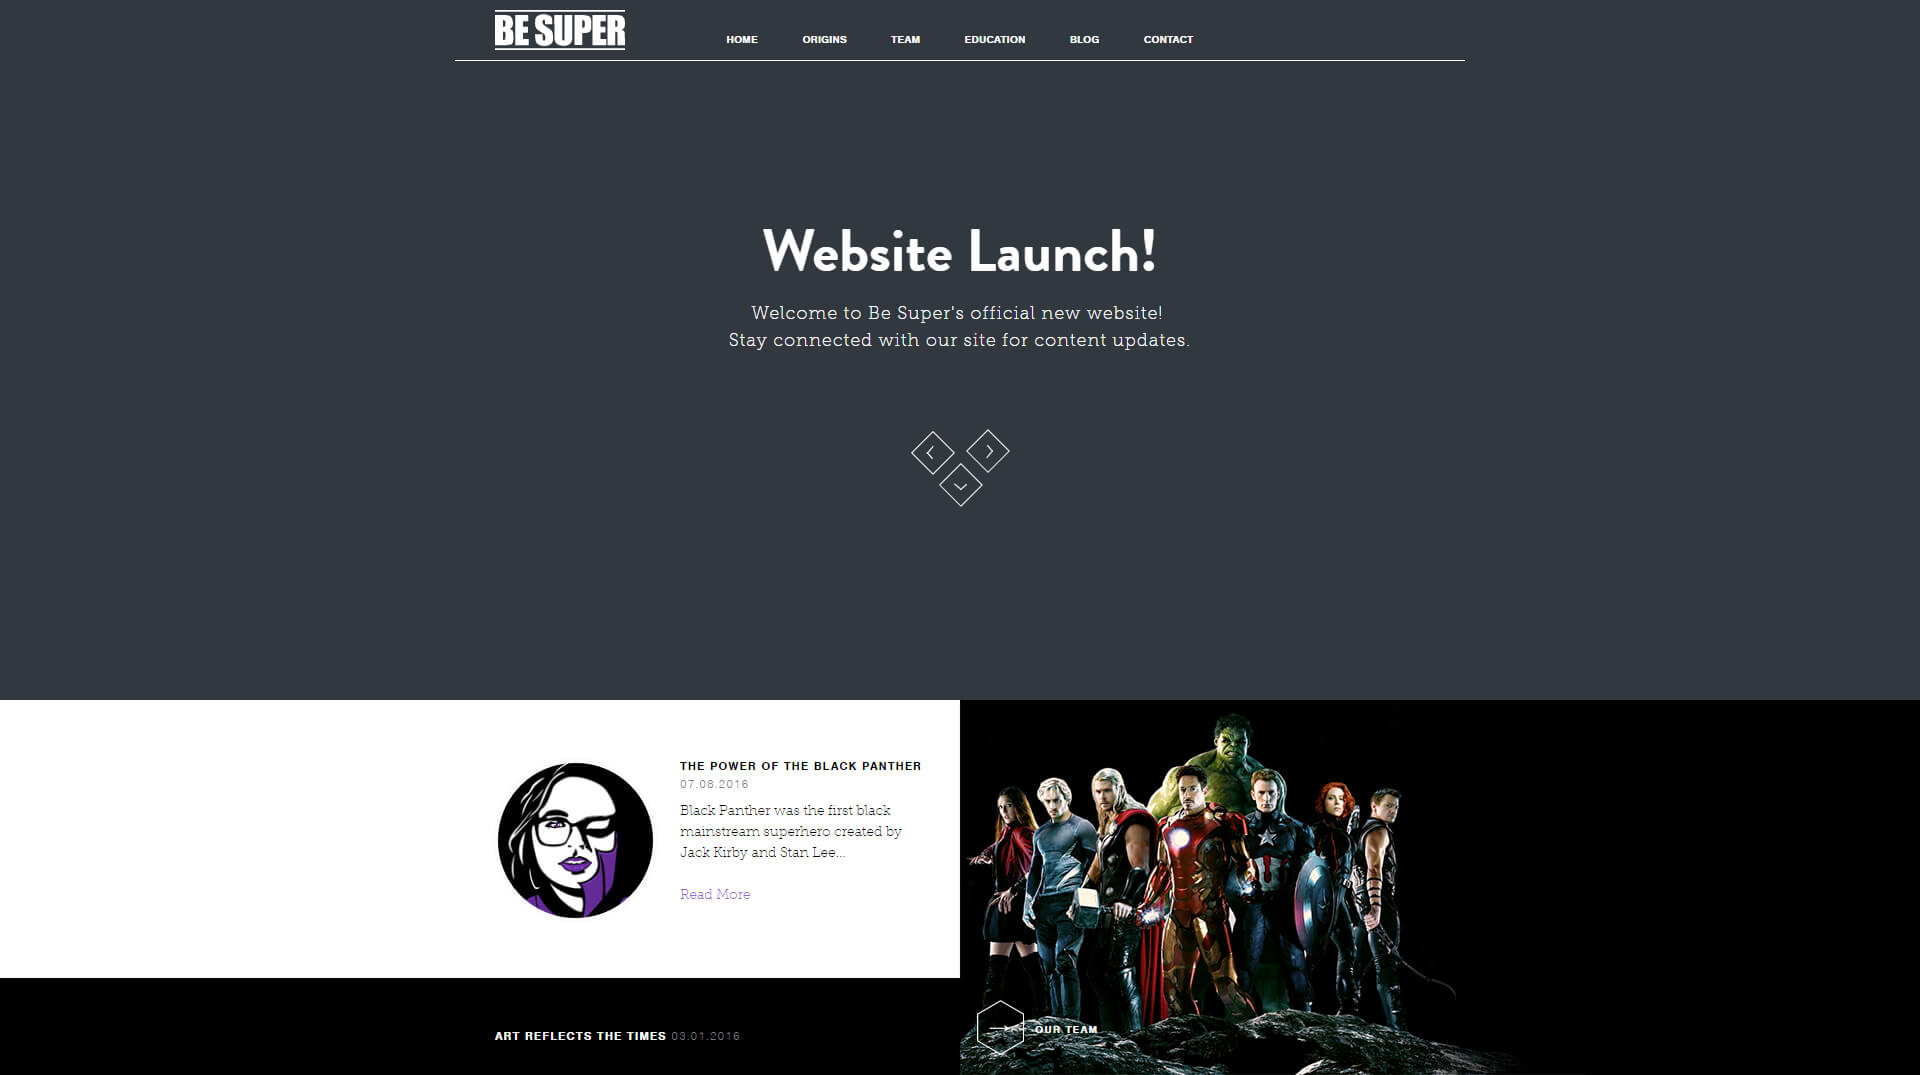 BE SUPER
HOME ORIGINS TEAM EDUCATION BLOG CONTACT
Website Launch!
Welcome to Be Super's official new website!
Stay connected with our site for content updates.
THE POWER OF THE BLACK PANTHER
07.08.2016
Black Panther was the first black
mainstream superhero created by
Jack Kirby and Stan Lee...
Read More
ART REFLECTS THE TIMES 03.01.2016
OUR TEAM